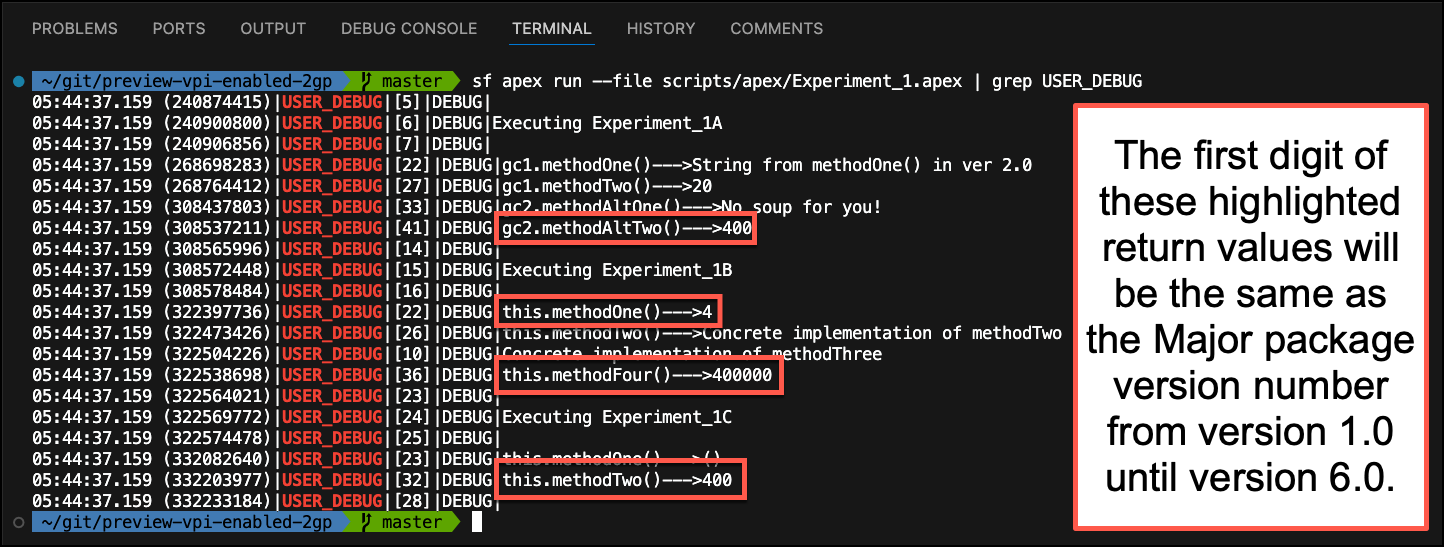 PROBLEMS PORTS OUTPUT DEBUG CONSOLE TERMINAL HISTORY COMMENTS
~/git/preview-vpi-enabled-2gp master sf apex run --file scripts/apex/Experiment_1.apex | grep USER_DEBUG
05:44:37.159 (240874415)|USER_DEBUG|[5]|DEBUG|
05:44:37.159 (240900800)|USER_DEBUG|[6]|DEBUG|Executing Experiment_1A
05:44:37.159 (240906856)|USER_DEBUG|[7]|DEBUG|
05:44:37.159 (268698283)|USER_DEBUG|[22]|DEBUG|gc1.methodOne()--->String from methodOne() in ver 2.0
05:44:37.159 (268764412)|USER_DEBUG|[27]|DEBUG|gc1.methodTwo()--->20
05:44:37.159 (308437803)|USER_DEBUG|[33]|DEBUG|gc2.methodAltOne()--->No soup for you!
05:44:37.159 (308537211)|USER_DEBUG|[41]|DEBUG|gc2.methodAltTwo()--->400
05:44:37.159 (308565996)|USER_DEBUG|[14]|DEBUG|
05:44:37.159 (308572448)|USER_DEBUG|[15]|DEBUG|Executing Experiment_1B
05:44:37.159 (308578484)|USER_DEBUG|[16]|DEBUG|
05:44:37.159 (322397736)|USER_DEBUG|[22]|DEBUG|this.methodOne()--->4
05:44:37.159 (322473426)|USER_DEBUG|[26]|DEBUG|this.methodTwo()--->Concrete implementation of methodTwo
05:44:37.159 (322504226)|USER_DEBUG|[10]|DEBUG|Concrete implementation of methodThree
05:44:37.159 (322538698)|USER_DEBUG|[36]|DEBUG|this.methodFour()--->400000
05:44:37.159 (322564021)|USER_DEBUG|[23]|DEBUG|
05:44:37.159 (322569772)|USER_DEBUG|[24]|DEBUG|Executing Experiment_1C
05:44:37.159 (322574478)|USER_DEBUG|[25]|DEBUG|
05:44:37.159 (332082640)|USER_DEBUG|[23]|DEBUG|this.methodOne()--->()
05:44:37.159 (332203977)|USER_DEBUG|[32]|DEBUG|this.methodTwo()--->400
05:44:37.159 (332233184)|USER_DEBUG|[28]|DEBUG|
~/git/preview-vpi-enabled-2gp master
The first digit of
these highlighted
return values will
be the same as
the Major package
version number
from version 1.0
until version 6.0.